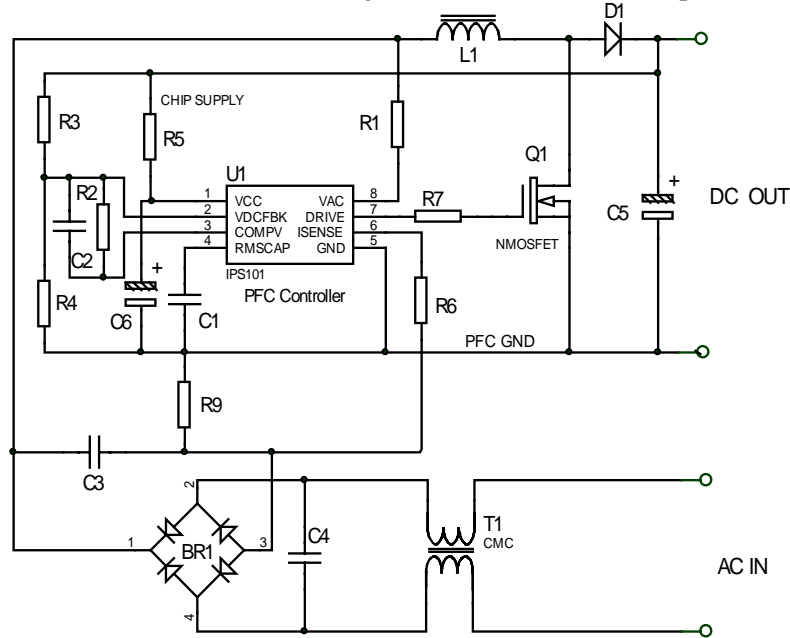 D1
L1
CHIP SUPPLY
R3
R5
R1
Q1
U1
R7
+
DC OUT
R2
1 VCC VAC 8
2 VDCFBK DRIVE 7
3 COMPV ISENSE 6
4 RMSCAP GND 5
C5
NMOSFET
C2
IPS101
+
PFC Controller
R4
C6
C1
R6
PFC GND
R9
C3
2
T1
CMC
C4
1
BR1
3
AC IN
4